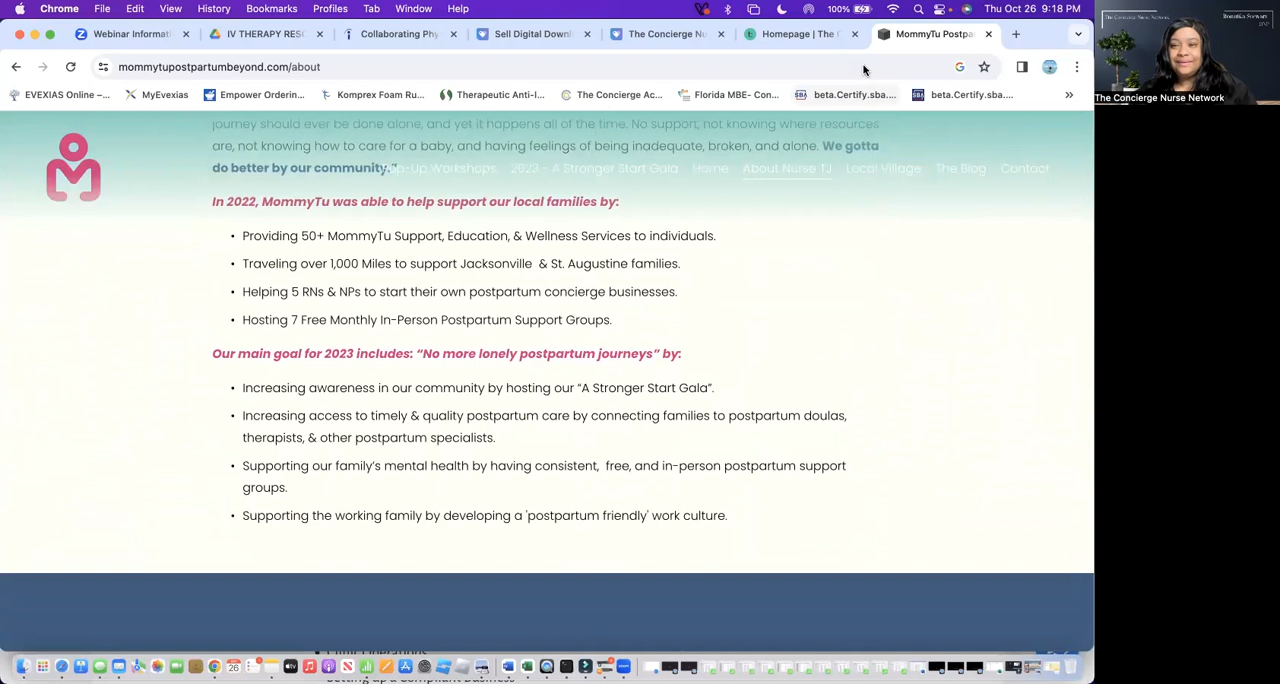 Chrome File Edit View History Bookmarks Profiles Tab Window Help 100% Thu Oct 26 9:18 PM
Webinar Informati IV THERAPY RESC Collaborating Phy Sell Digital Downl The Concierge Nu Homepage | The C MommyTu Postpa
mommytupostpartumbeyond.com/about
EVEXIAS Online –... MyEvexias Empower Orderin... Komprex Foam Ru... Therapeutic Anti-I... The Concierge Ac... Florida MBE- Con... beta.Certify.sba.... beta.Certify.sba....
The Concierge Nurse Network
The Concierge Nurse Network
journey should ever be done alone, and yet it happens all of the time. No support, not knowing where resources
are, not knowing how to care for a baby, and having feelings of being inadequate, broken, and alone. We gotta
do better by our community."
Pop-Up Workshops 2023 - A Stronger Start Gala Home About Nurse TJ Local Village The Blog Contact
In 2022, MommyTu was able to help support our local families by:
• Providing 50+ MommyTu Support, Education, & Wellness Services to individuals.
• Traveling over 1,000 Miles to support Jacksonville & St. Augustine families.
• Helping 5 RNs & NPs to start their own postpartum concierge businesses.
• Hosting 7 Free Monthly In-Person Postpartum Support Groups.
Our main goal for 2023 includes: “No more lonely postpartum journeys” by:
• Increasing awareness in our community by hosting our “A Stronger Start Gala”.
• Increasing access to timely & quality postpartum care by connecting families to postpartum doulas,
therapists, & other postpartum specialists.
• Supporting our family’s mental health by having consistent, free, and in-person postpartum support
groups.
• Supporting the working family by developing a 'postpartum friendly' work culture.